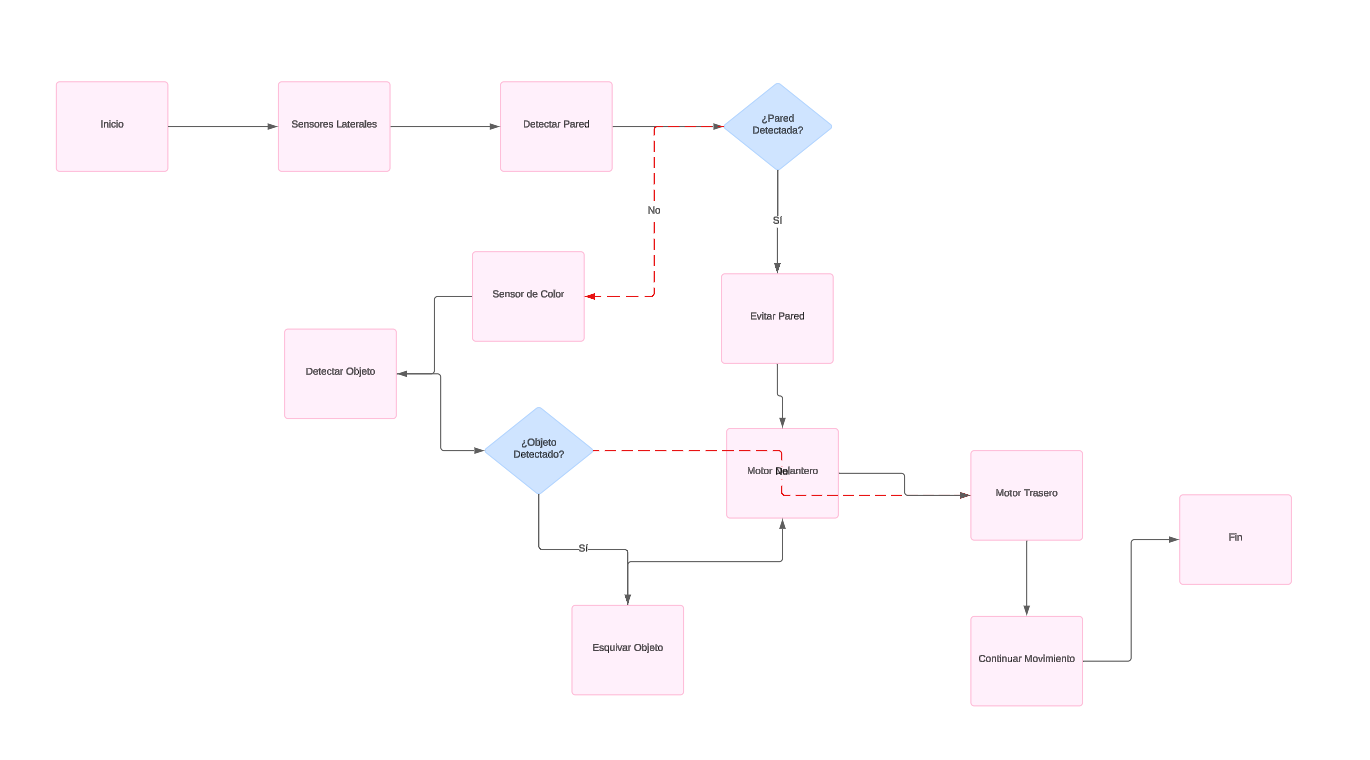 Inicio
Sensores Laterales
Detectar Pared
¿Pared
Detectada?
No
Sí
Sensor de Color
Evitar Pared
Detectar Objeto
¿Objeto
Detectado?
Motor Delantero
No
Motor Trasero
Fin
Sí
Esquivar Objeto
Continuar Movimiento